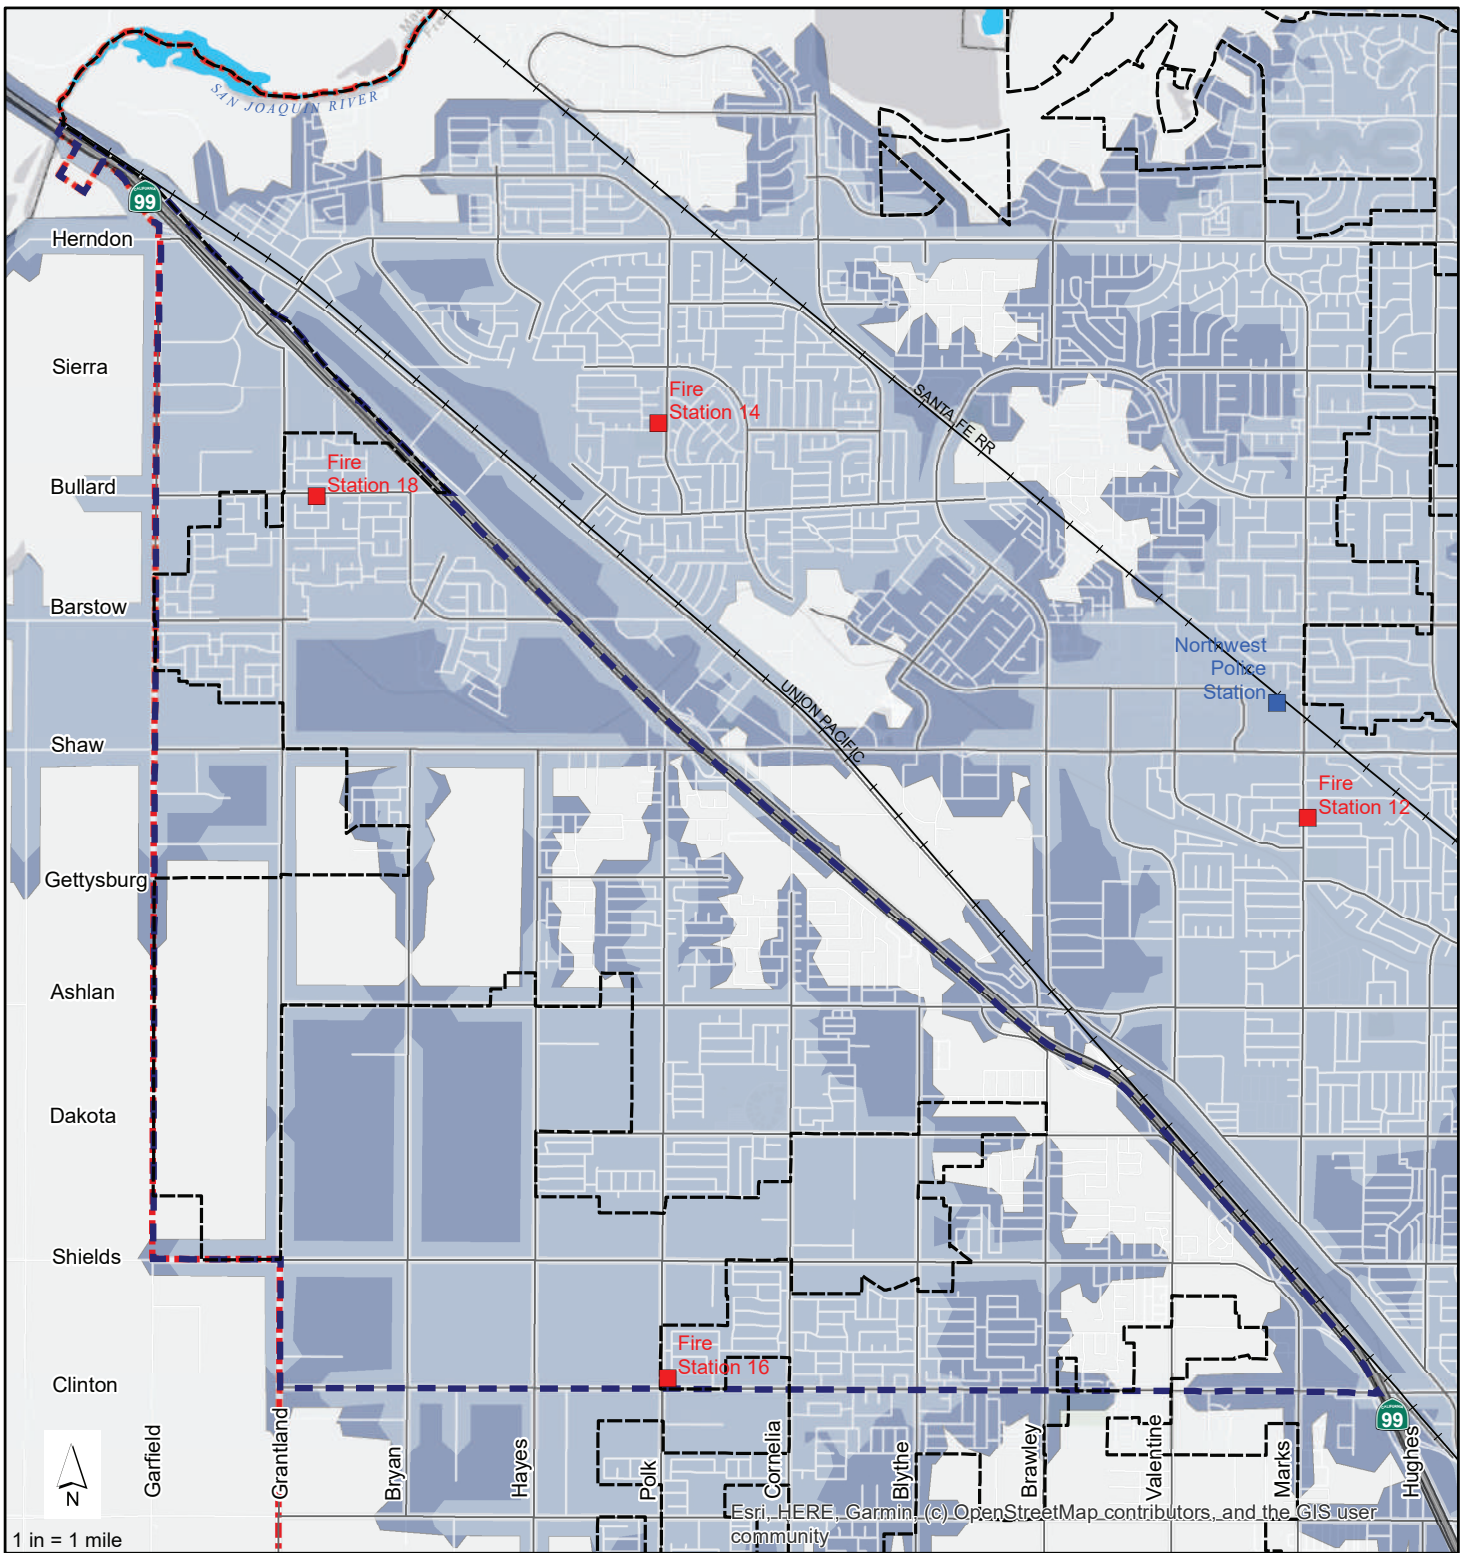 SAN JOAQUIN RIVER
CALIFORNIA
99
Herndon
Sierra
Fire
Station 14
SANTA FE RR
Fire
Station 18
Bullard
Barstow
Northwest
Police
Station
UNION PACIFIC
Shaw
Fire
Station 12
Gettysburg
Ashlan
Dakota
Shields
Fire
Station 16
Clinton
CALIFORNIA
99
Garfield
Grantland
Bryan
Hayes
Polk
Cornelia
Blythe
Brawley
Valentine
Marks
Hughes
N
Esri, HERE, Garmin, (c) OpenStreetMap contributors, and the GIS user
community
1 in = 1 mile